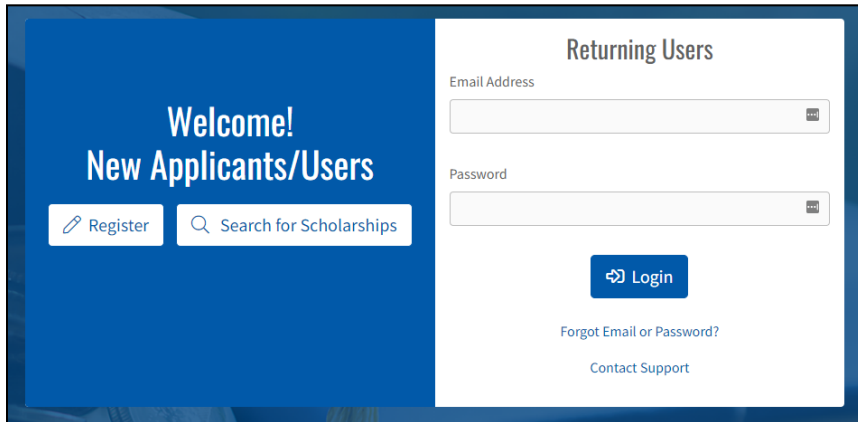 Welcome!
New Applicants/Users
Register
Search for Scholarships
Returning Users
Email Address
Password
Login
Forgot Email or Password?
Contact Support